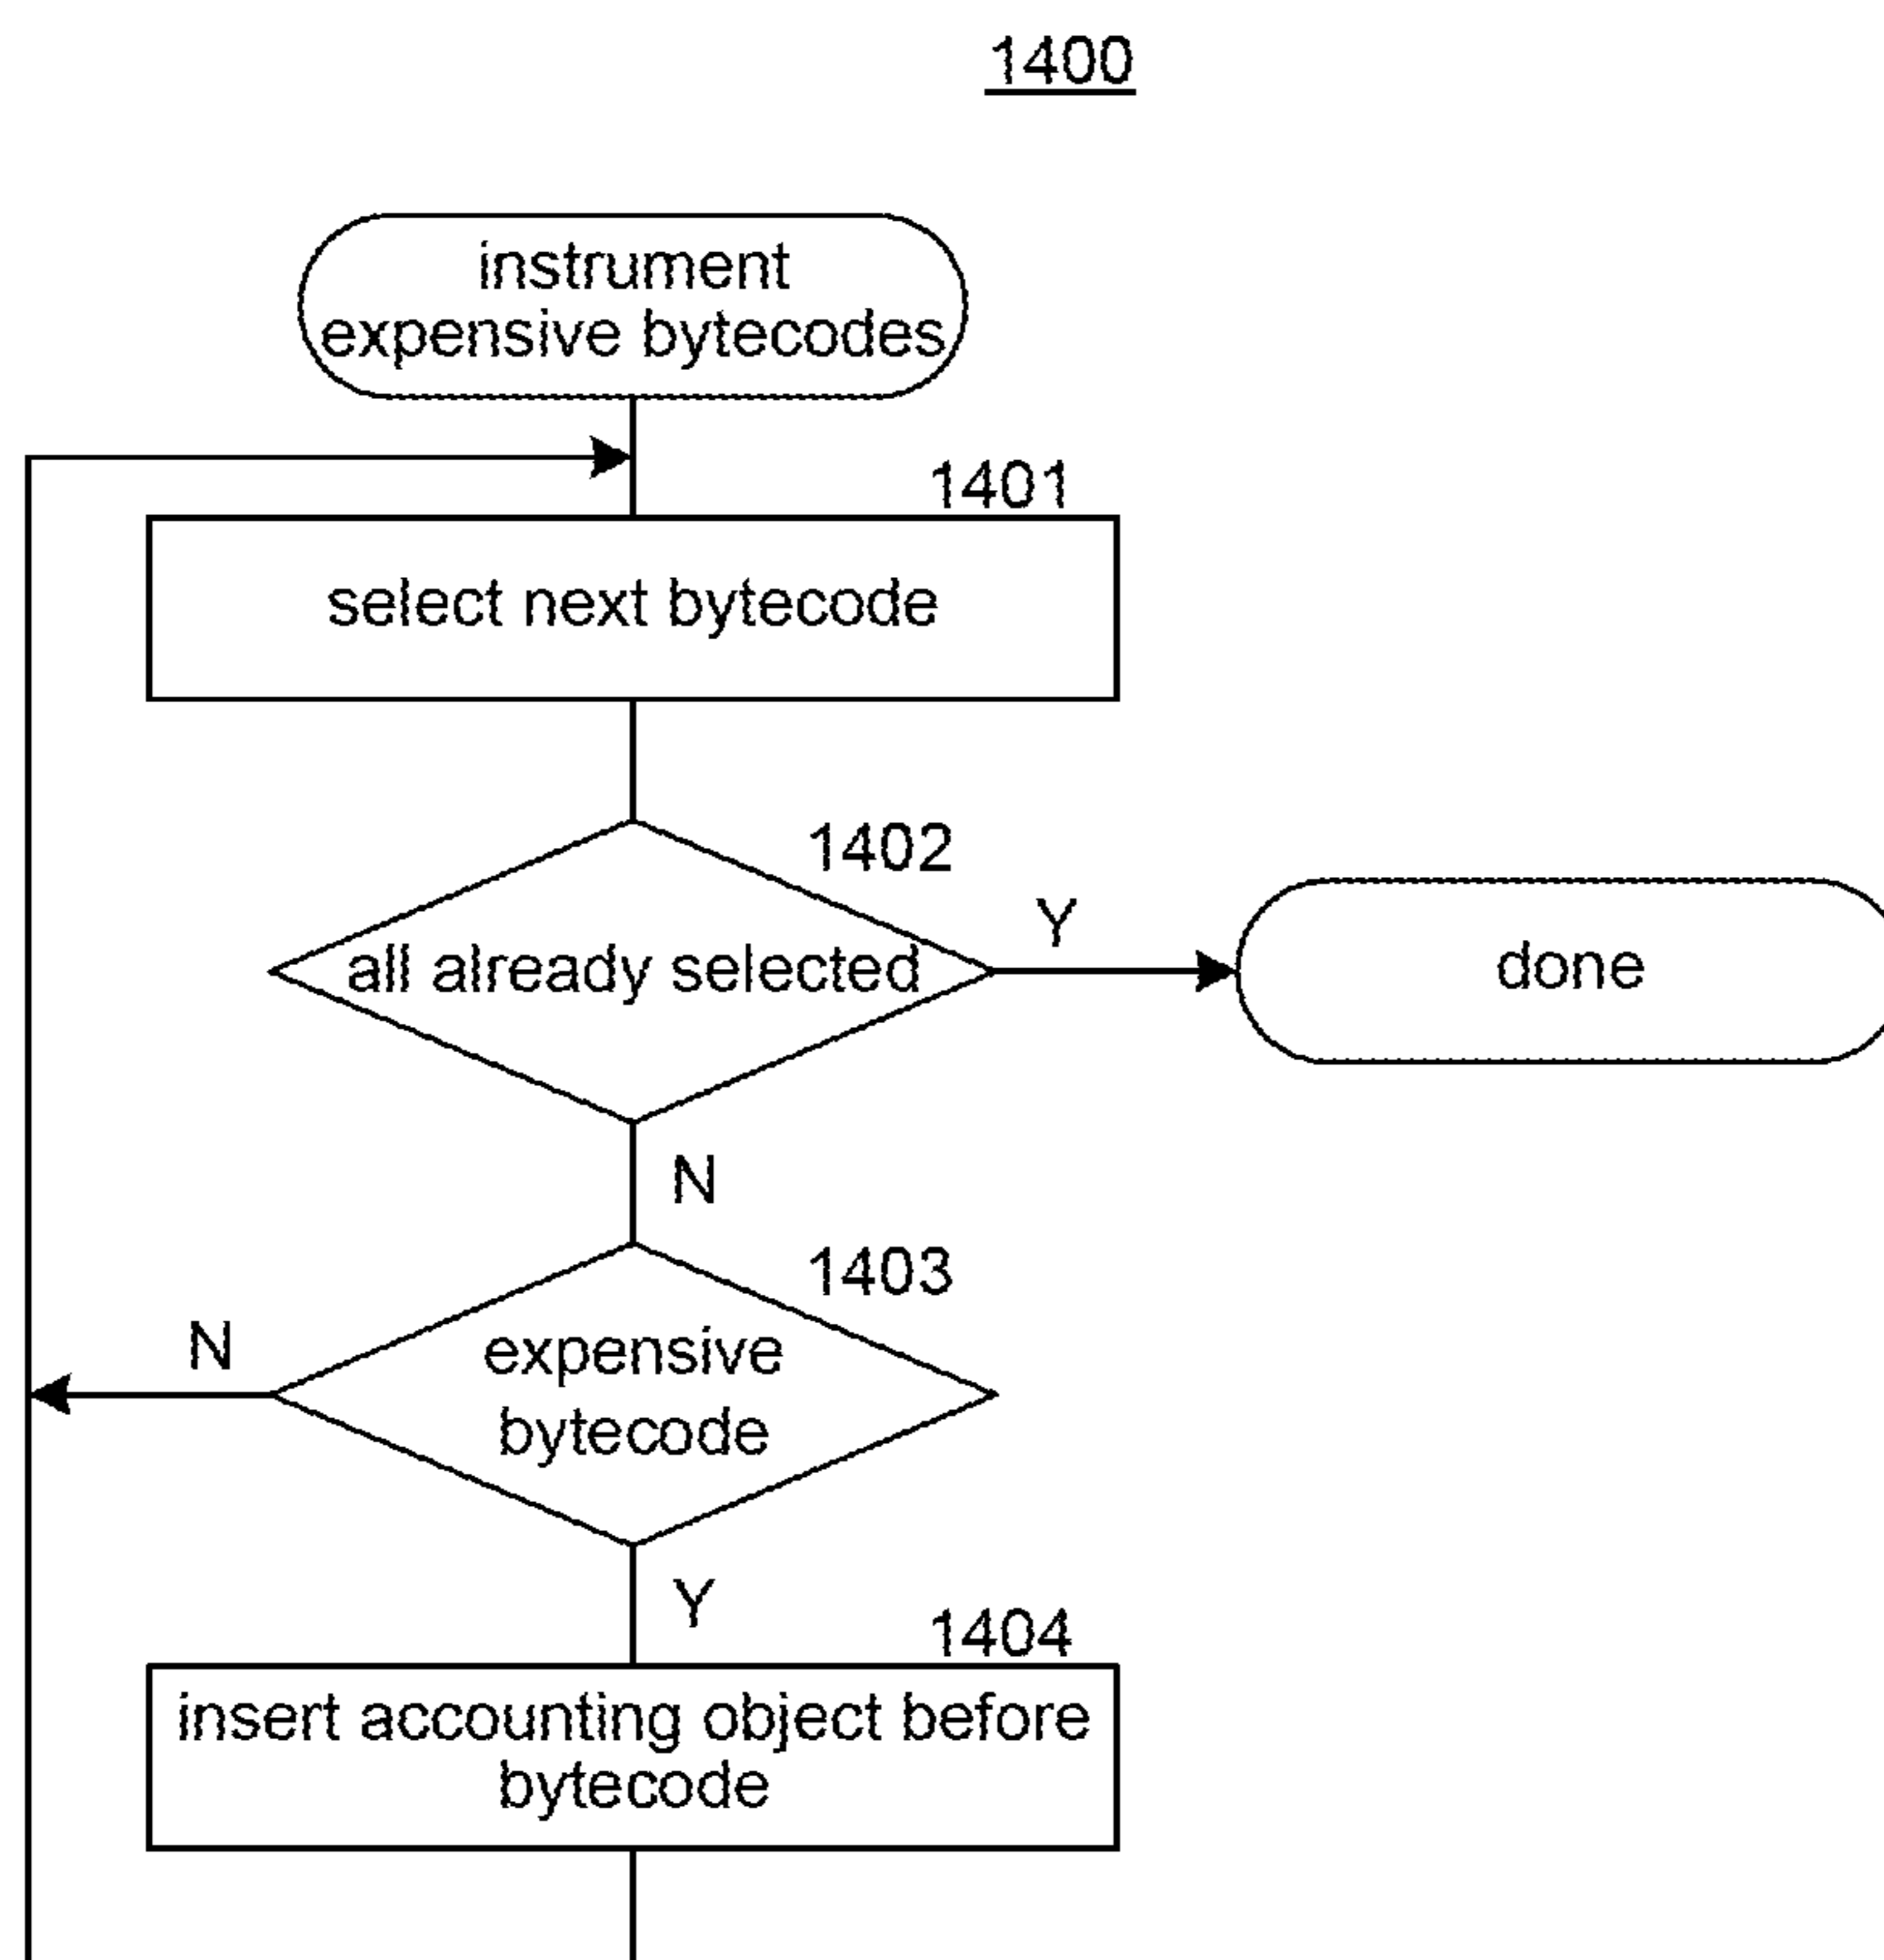 1400
instrument
expensive bytecodes
1401
select next bytecode
1402
all already selected
Y
done
N
1403
expensive
bytecode
N
Y
1404
insert accounting object before
bytecode